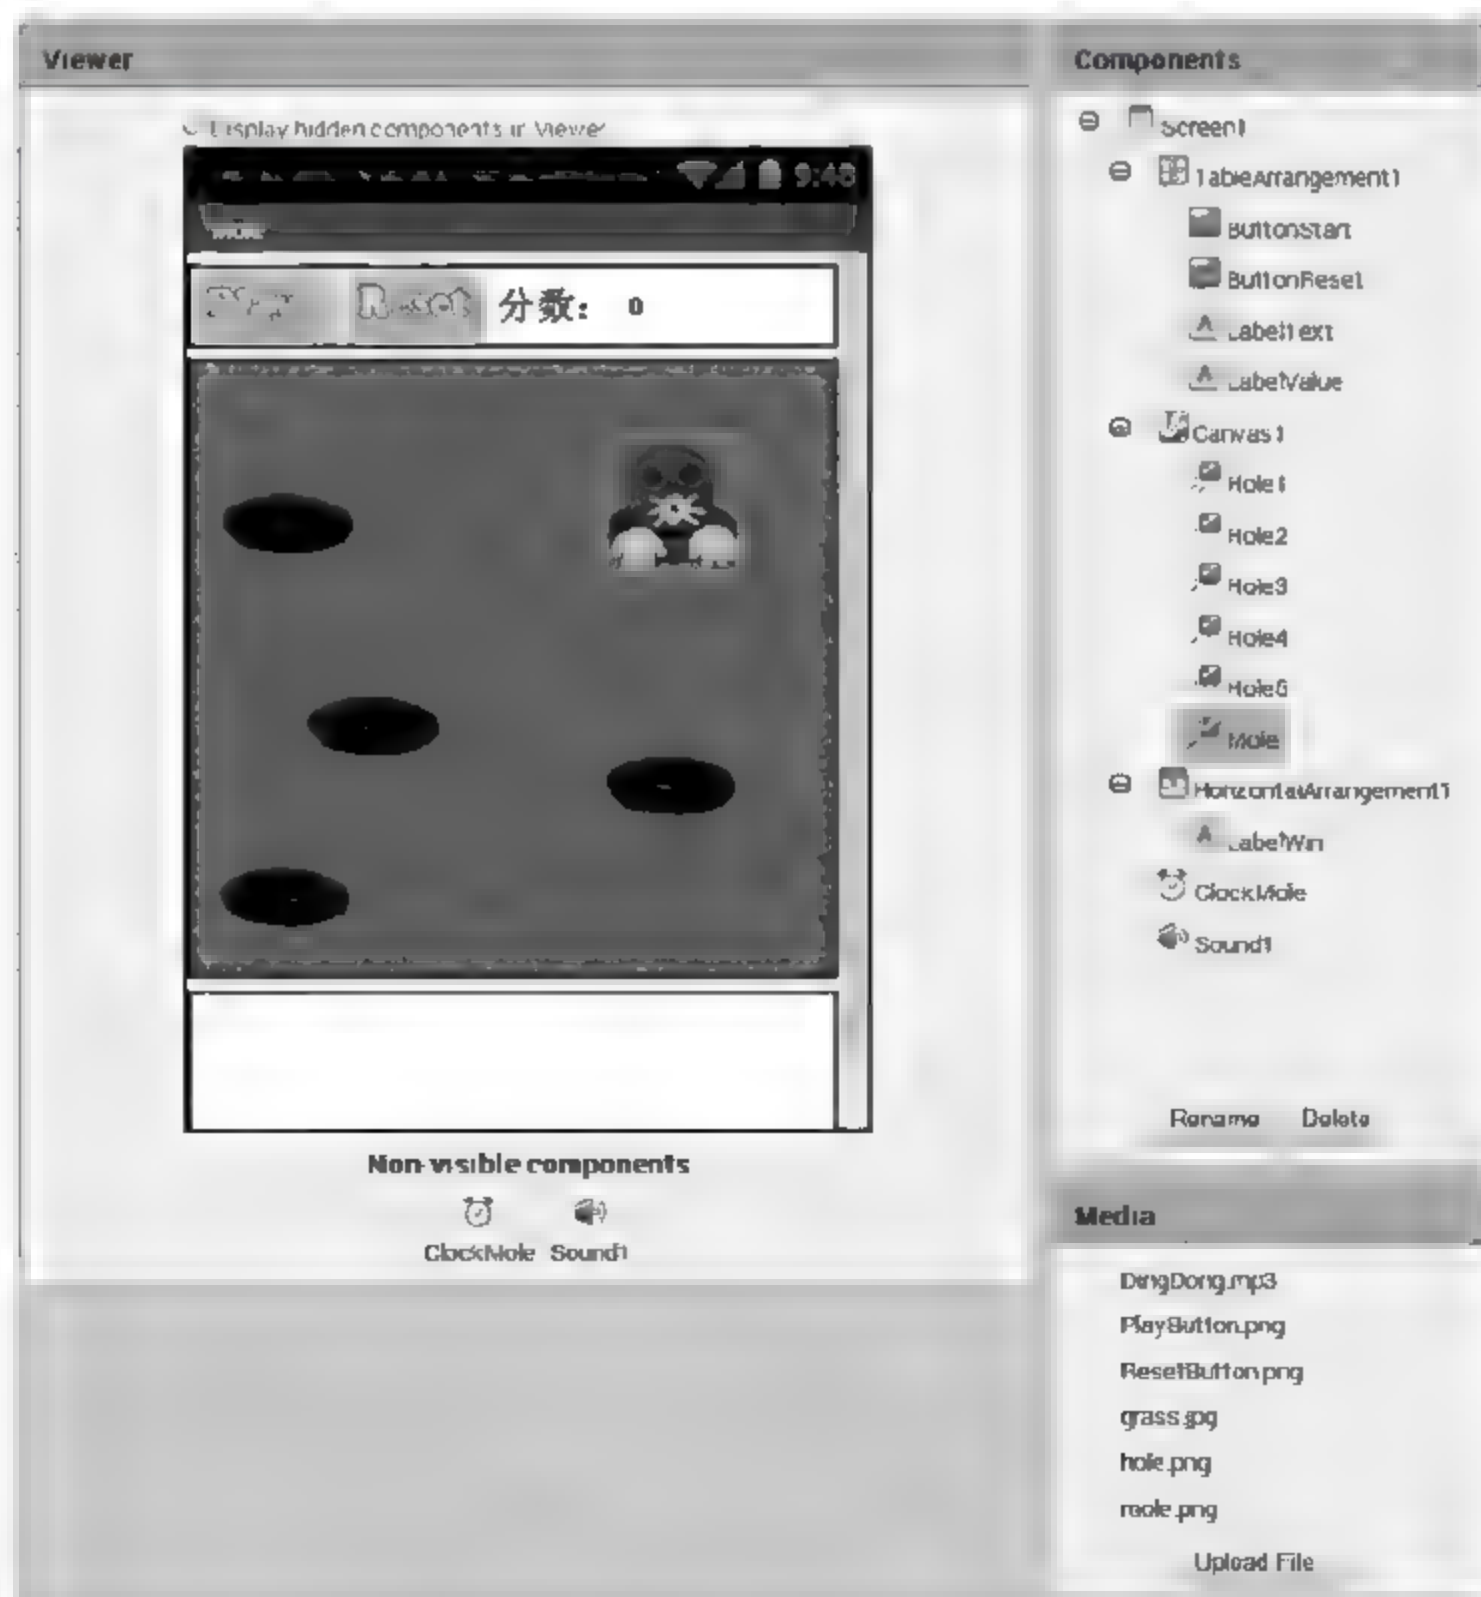 Viewer
Display hidden components in Viewer
9:48
Reset 分数： 0
Non-visible components
ClockMole Sound1
Components
Screen1
TableArrangement1
ButtonStart
ButtonReset
LabelText
LabelValue
Canvas1
Hole1
Hole2
Hole3
Hole4
Hole5
Mole
HorizontalArrangement1
LabelWin
ClockMole
Sound1
Rename Delete
Media
DingDong.mp3
PlayButton.png
ResetButton.png
grass.jpg
hole.png
mole.png
Upload File